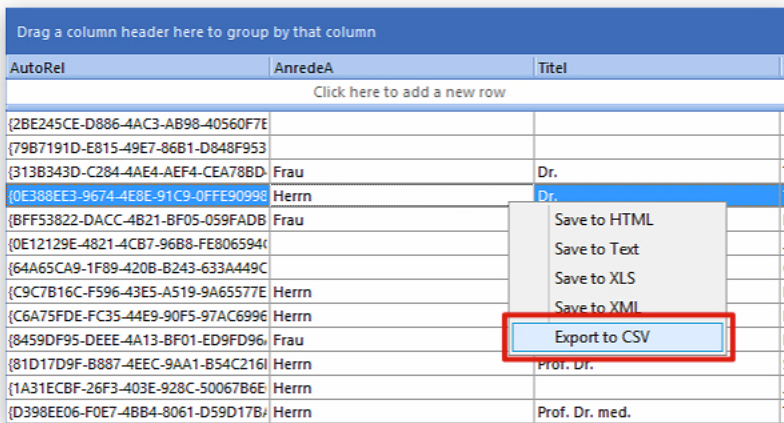 Drag a column header here to group by that column
AutoRel AnredeA Titel
Click here to add a new row
{2BE245CE-D886-4AC3-AB98-40560F7E
{79B7191D-E815-49E7-86B1-D848F953
{313B343D-C284-4AE4-AEF4-CEA78BD Frau Dr.
{0E388EE3-9674-4E8E-91C9-0FFE90998 Herrn Dr.
{BFF53822-DACC-4B21-BF05-059FADB Frau
Save to HTML
{0E12129E-4821-4CB7-96B8-FE806594(
Save to Text
{64A65CA9-1F89-420B-B243-633A449C
Save to XLS
{C9C7B16C-F596-43E5-A519-9A65577E Herrn
{C6A75FDE-FC35-44E9-90F5-97AC6996 Herrn
Save to XML
{8459DF95-DEEE-4A13-BF01-ED9FD96 Frau
Export to CSV
{81D17D9F-B887-4EEC-9AA1-B54C216 Herrn Prof. Dr.
{1A31ECBF-26F3-403E-928C-50067B6E Herrn
{D398EE06-F0E7-4BB4-8061-D59D17B Herrn Prof. Dr. med.